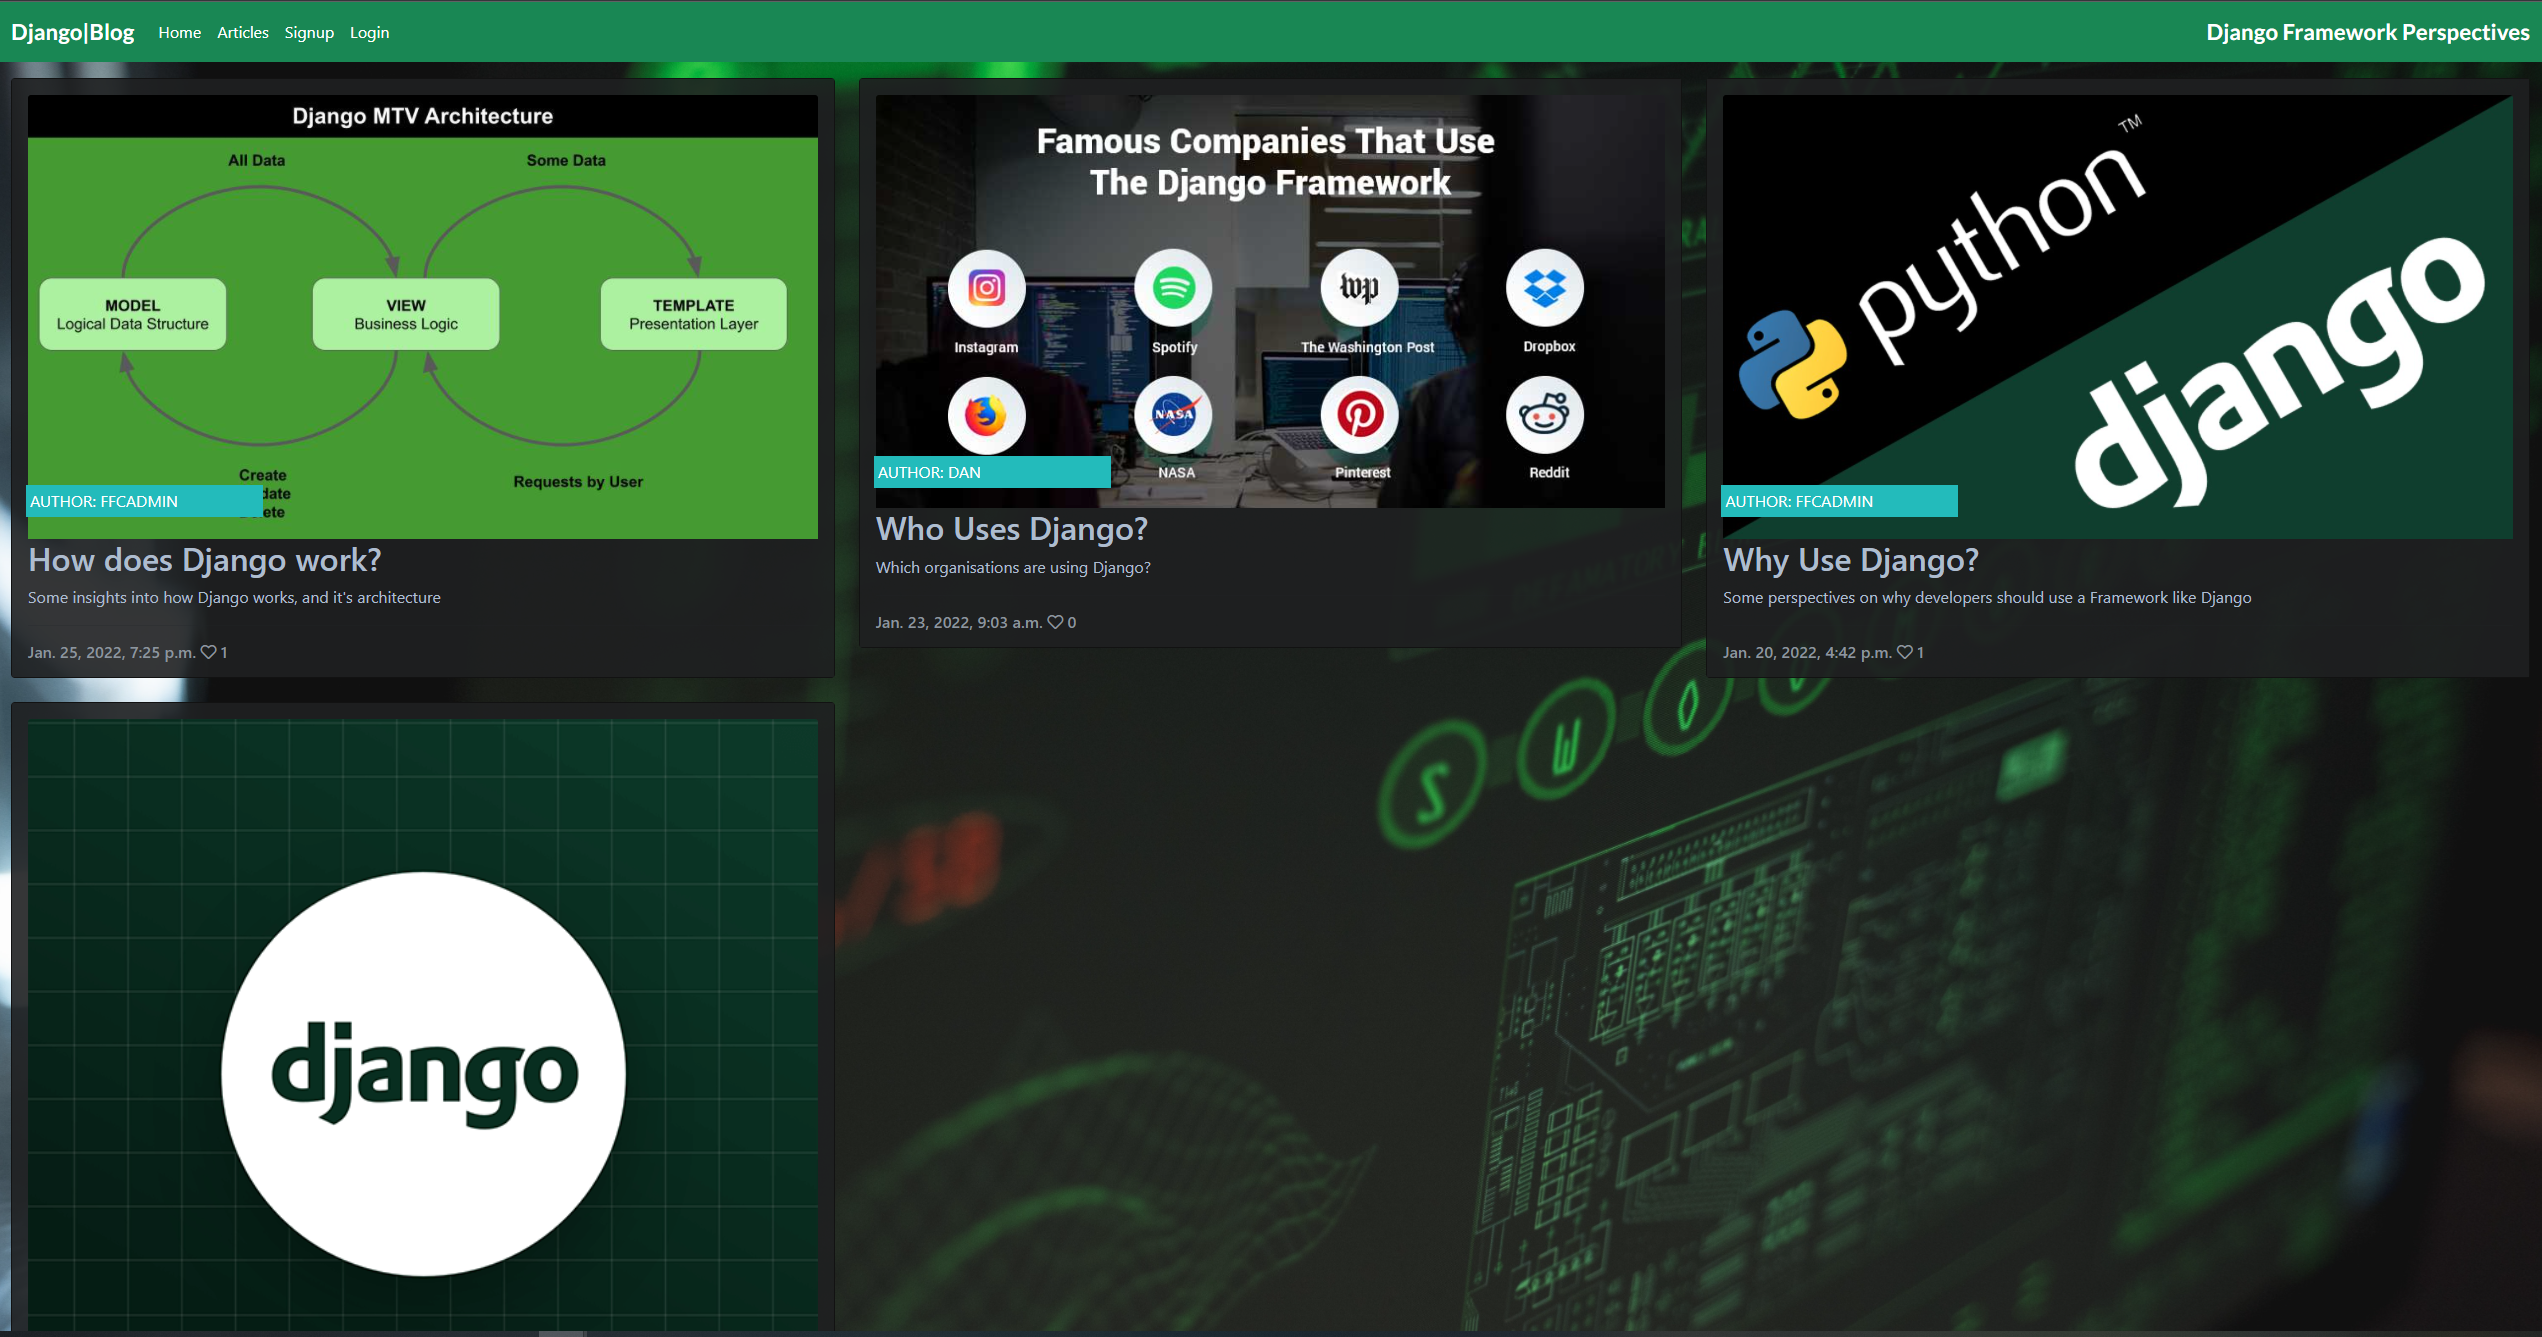 Django|Blog Home Articles Signup Login Django Framework Perspectives
Django MTV Architecture
All Data
Some Data
MODEL
Logical Data Structure
VIEW
Business Logic
TEMPLATE
Presentation Layer
Create
date
ete
Requests by User
AUTHOR: FFCADMIN
How does Django work?
Some insights into how Django works, and it's architecture
Jan. 25, 2022, 7:25 p.m. 1
Famous Companies That Use
The Django Framework
wp
Instagram
Spotify
The Washington Post
Dropbox
NASA
NASA
Pinterest
Reddit
AUTHOR: DAN
Who Uses Django?
Which organisations are using Django?
Jan. 23, 2022, 9:03 a.m. 0
python
TM
django
AUTHOR: FFCADMIN
Why Use Django?
Some perspectives on why developers should use a Framework like Django
Jan. 20, 2022, 4:42 p.m. 1
django